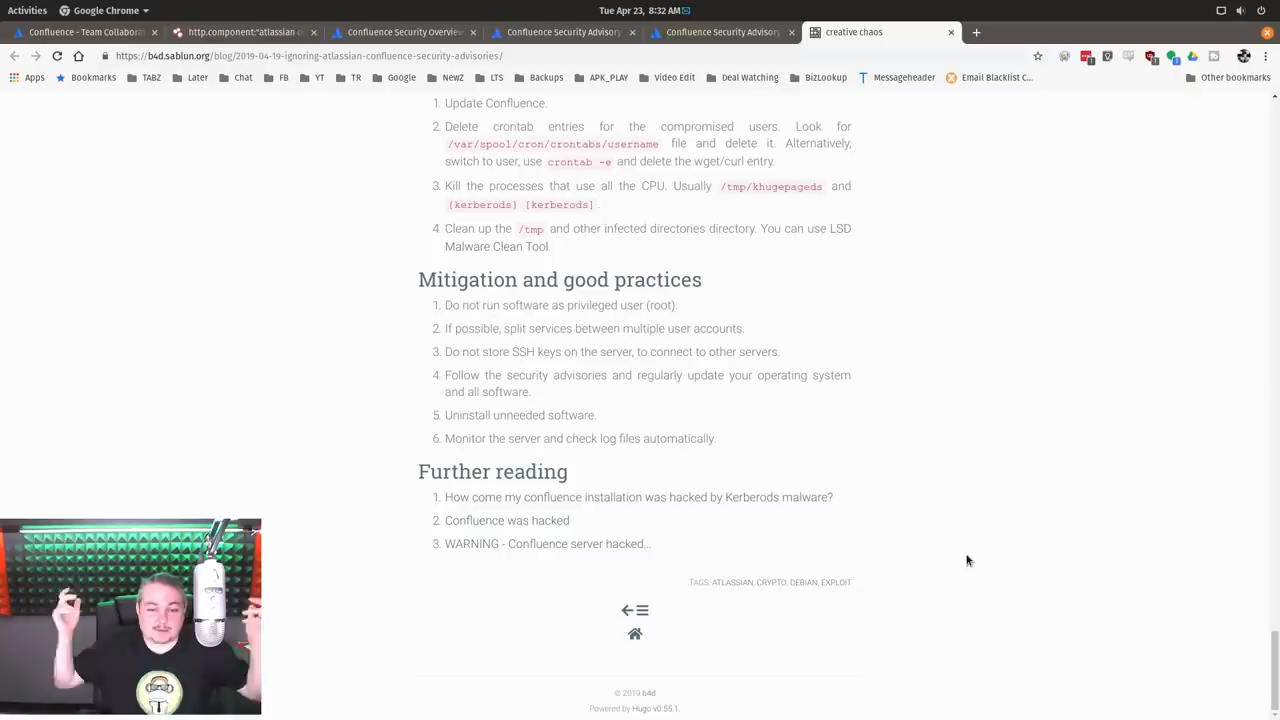 Activities
Google Chrome
Tue Apr 23, 8:32 AM
Confluence - Team Collabora
http.component:"atlassian c
Confluence Security Overview
Confluence Security Advisory
Confluence Security Advisory
creative chaos
https://b4d.sablun.org/blog/2019-04-19-ignoring-atlassian-confluence-security-advisories/
Apps Bookmarks TABZ Later Chat FB YT TR Google NewZ LTS Backups APK_PLAY Video Edit Deal Watching BizLookup Messageheader Email Blacklist C... Other bookmarks
1. Update Confluence.
2. Delete crontab entries for the compromised users. Look for
/var/spool/cron/crontabs/username file and delete it. Alternatively,
switch to user, use crontab -e and delete the wget/curl entry.
3. Kill the processes that use all the CPU. Usually /tmp/khugepageds and
{kerberods} [kerberods].
4. Clean up the /tmp and other infected directories directory. You can use LSD
Malware Clean Tool.
Mitigation and good practices
1. Do not run software as privileged user (root).
2. If possible, split services between multiple user accounts.
3. Do not store SSH keys on the server, to connect to other servers.
4. Follow the security advisories and regularly update your operating system
and all software.
5. Uninstall unneeded software.
6. Monitor the server and check log files automatically.
Further reading
1. How come my confluence installation was hacked by Kerberods malware?
2. Confluence was hacked
3. WARNING - Confluence server hacked...
TAGS: ATLASSIAN, CRYPTO, DEBIAN, EXPLOIT
© 2019 b4d
Powered by Hugo v0.55.1.